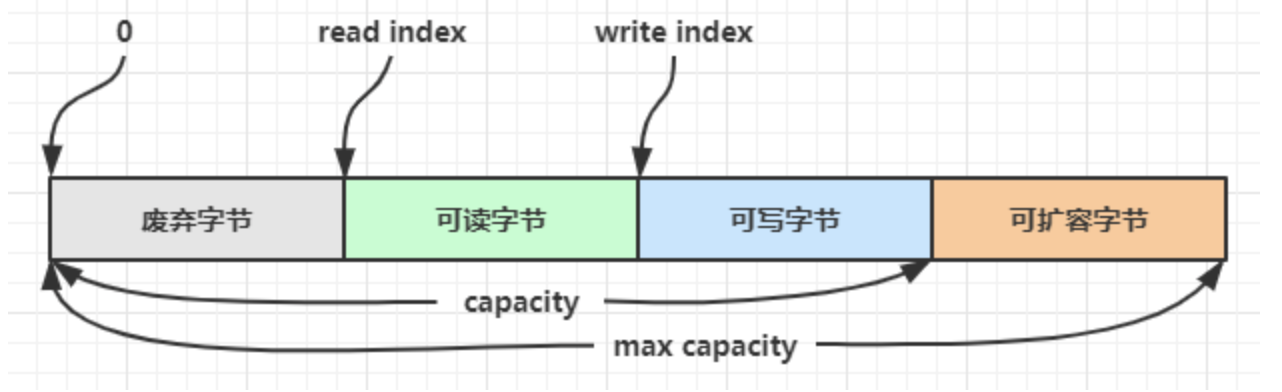 0
read index
write index
废弃字节
可读字节
可写字节
可扩容字节
capacity
max capacity